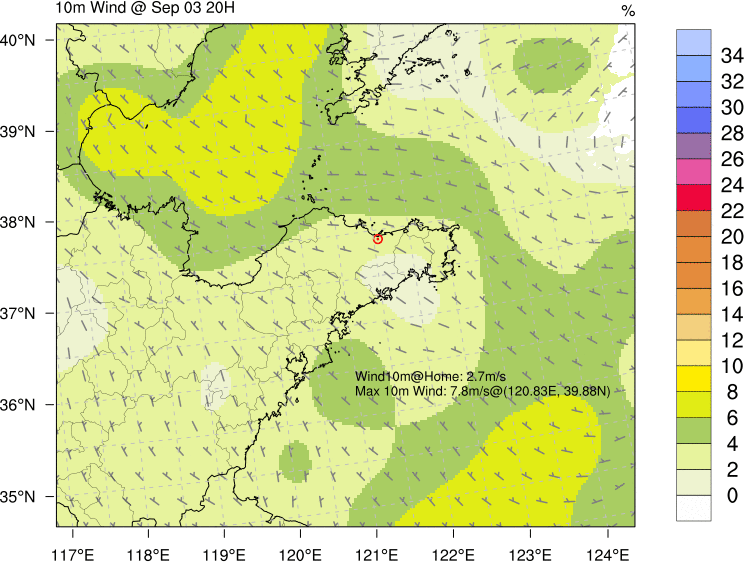 10m Wind @ Sep 03 20H
%
40°N
39°N
38°N
37°N
36°N
35°N
Wind10m@Home: 2.7m/s
Max 10m Wind: 7.8m/s@(120.83E, 39.88N)
117°E 118°E 119°E 120°E 121°E 122°E 123°E 124°E
34
32
30
28
26
24
22
20
18
16
14
12
10
8
6
4
2
0